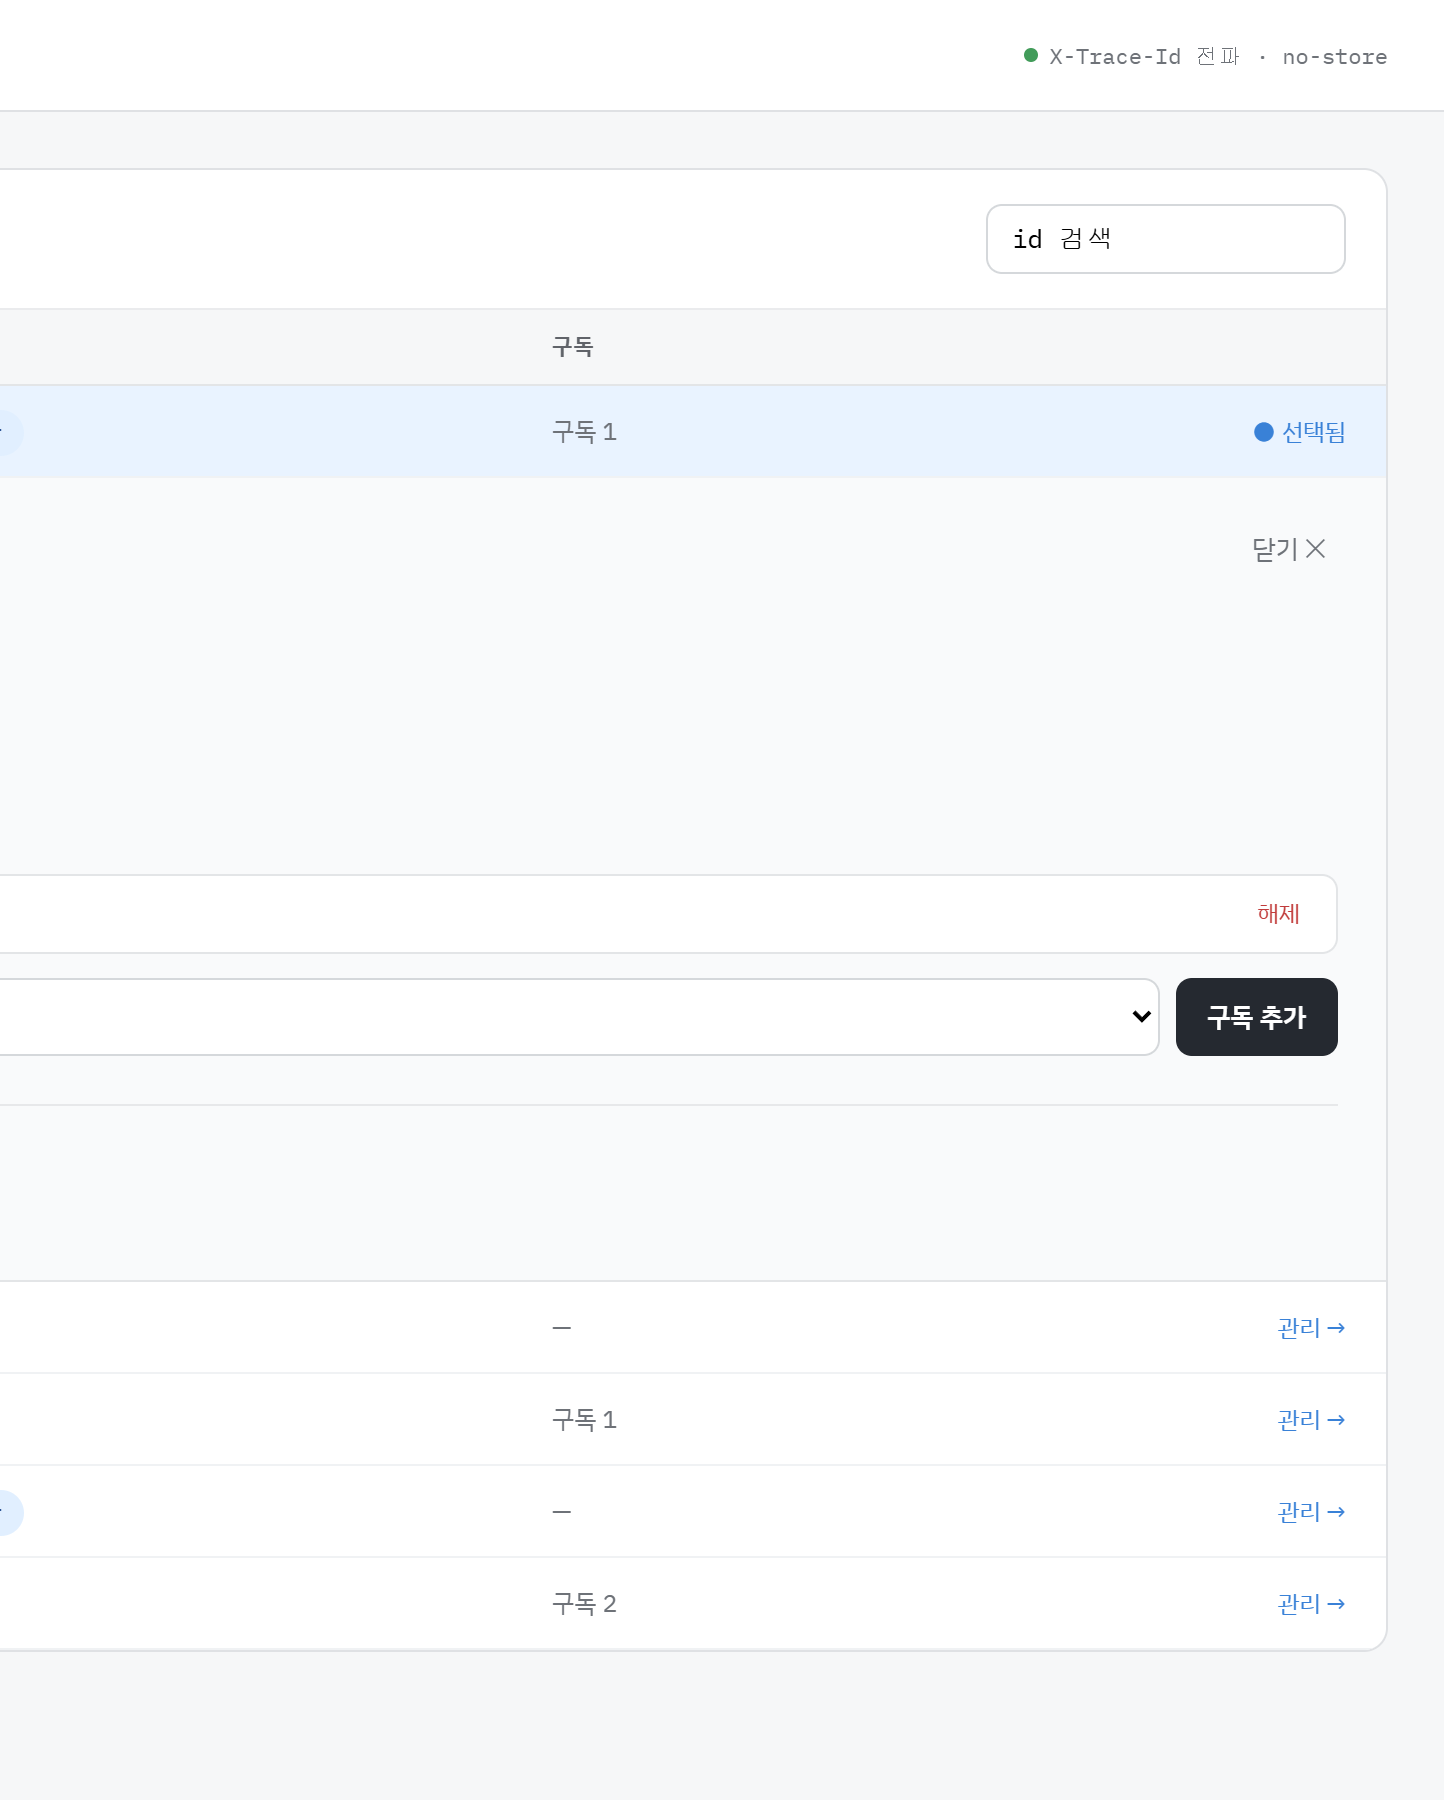 X-Trace-Id 전파 · no-store
id 검색
구독
구독 1
● 선택됨
닫기 ✕
해제
구독 추가
—
관리 →
구독 1
관리 →
—
관리 →
구독 2
관리 →